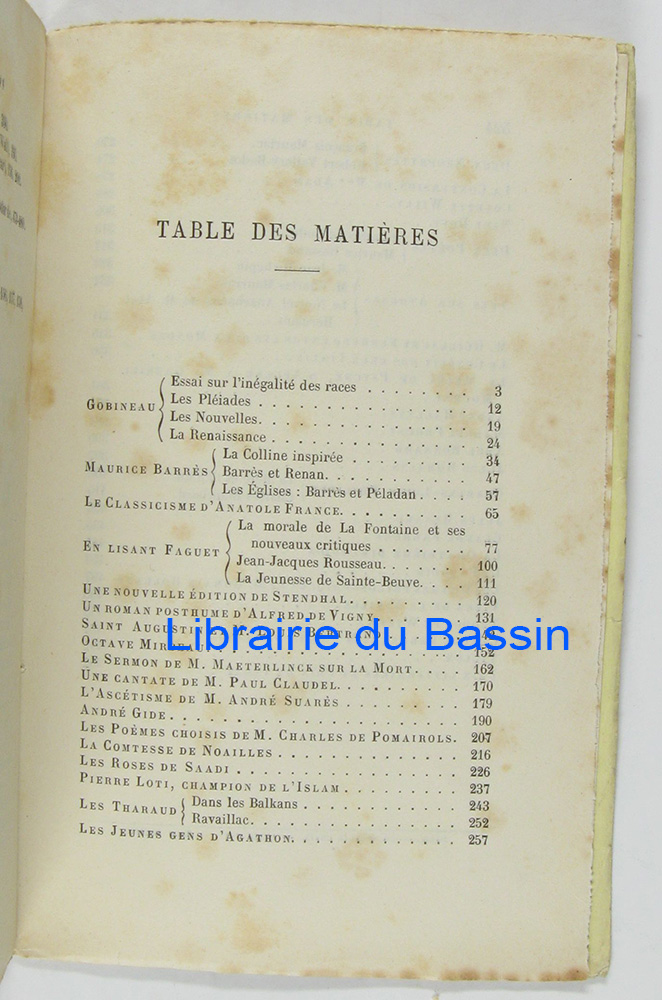 TABLE DES MATIÈRES
GOBINEAU
Essai sur l'inégalité des races . . . . . . . . 3
Les Pléiades . . . . . . . . . . . . . . . 12
Les Nouvelles. . . . . . . . . . . . . . . 19
La Renaissance . . . . . . . . . . . . . . 24
MAURICE BARRÈS
La Colline inspirée . . . . . . . . . 34
Barrès et Renan. . . . . . . . . . . 47
Les Églises : Barrès et Péladan . . . . 57
LE CLASSICISME D'ANATOLE FRANCE. . . . . . . . . . 65
EN LISANT FAGUET
La morale de La Fontaine et ses
nouveaux critiques . . . . . . . 77
Jean-Jacques Rousseau. . . . . . . 100
La Jeunesse de Sainte-Beuve. . . . 111
UNE NOUVELLE ÉDITION DE STENDHAL. . . . . . . . . 120
UN ROMAN POSTHUME D'ALFRED DE VIGNY. . . . . . . 131
SAINT AUGUSTIN M. LOUIS BERTRAND
Librairie du Bassin
OCTAVE MIRBEAU 152
LE SERMON DE M. MAETERLINCK SUR LA MORT. . . . 162
UNE CANTATE DE M. PAUL CLAUDEL. . . . . . . . . 170
L'ASCÉTISME DE M. ANDRÉ SUARÈS . . . . . . . . 179
ANDRÉ GIDE. . . . . . . . . . . . . . . . . . . 190
LES POÈMES CHOISIS DE M. CHARLES DE POMAIROLS. 207
LA COMTESSE DE NOAILLES . . . . . . . . . . . . 216
LES ROSES DE SAADI . . . . . . . . . . . . . . 226
PIERRE LOTI, CHAMPION DE L'ISLAM . . . . . . . . 237
LES THARAUD
Dans les Balkans . . . . . . . . . . . 243
Ravaillac. . . . . . . . . . . . . . . 252
LES JEUNES GENS D'AGATHON. . . . . . . . . . . . 257